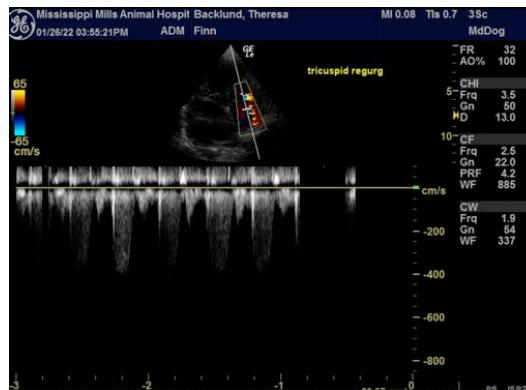 Mississippi Mills Animal Hospit Backlund, Theresa MI 0.08 TIs 0.7 3Sc
01/26/22 03:55:21PM ADM Finn MdDog
GE
L♦
tricuspid regurg
65
-65
cm/s
5
10
FR 32
AO% 100
CHI
Frq 3.5
Gn 50
D 13.0
CF
Frq 2.5
Gn 22.0
PRF 4.2
WF 885
CW
Frq 1.9
Gn 54
WF 337
cm/s
-200
-400
-600
-800
-3 -2 -1 0